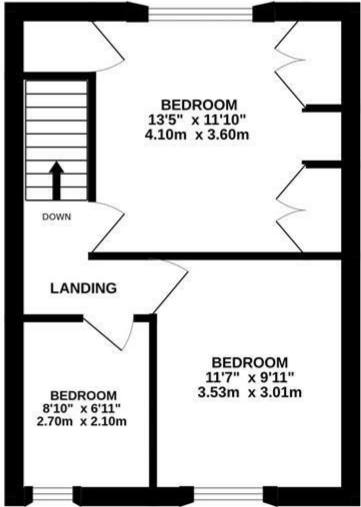 BEDROOM
13'5" x 11'10"
4.10m x 3.60m
DOWN
LANDING
BEDROOM
11'7" x 9'11"
3.53m x 3.01m
BEDROOM
8'10" x 6'11"
2.70m x 2.10m